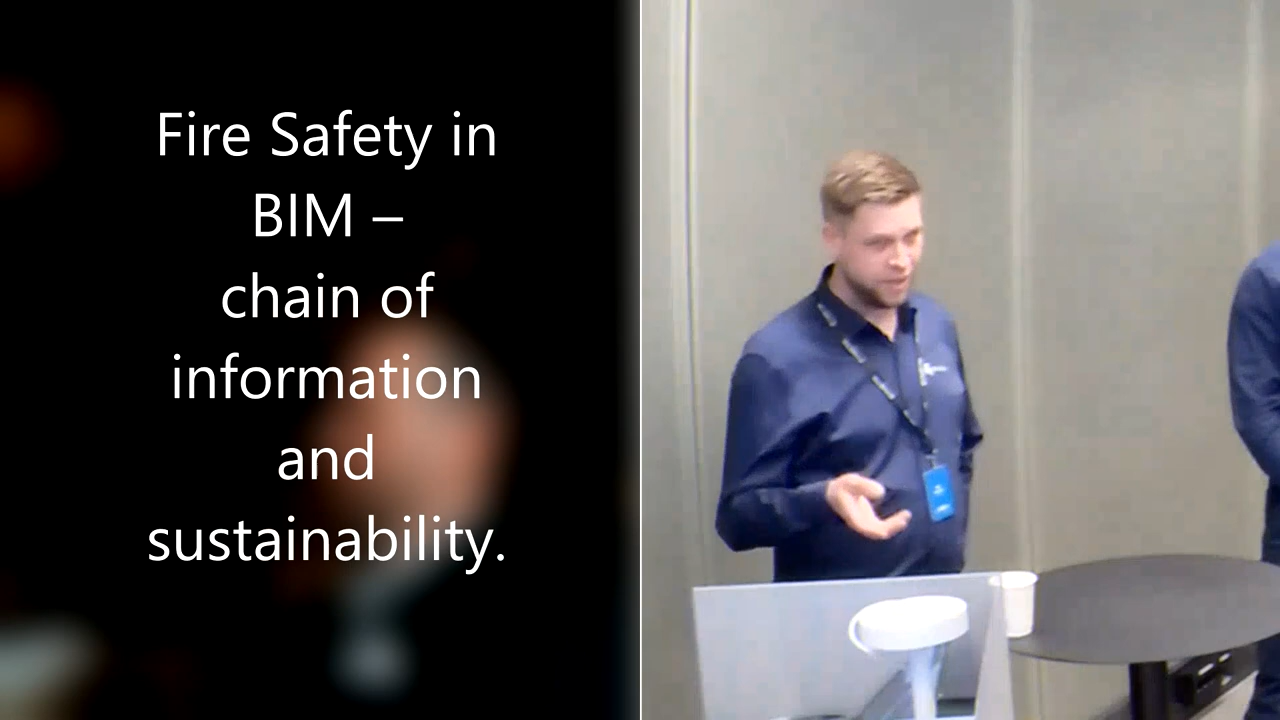 Fire Safety in
BIM –
chain of
information
and
sustainability.